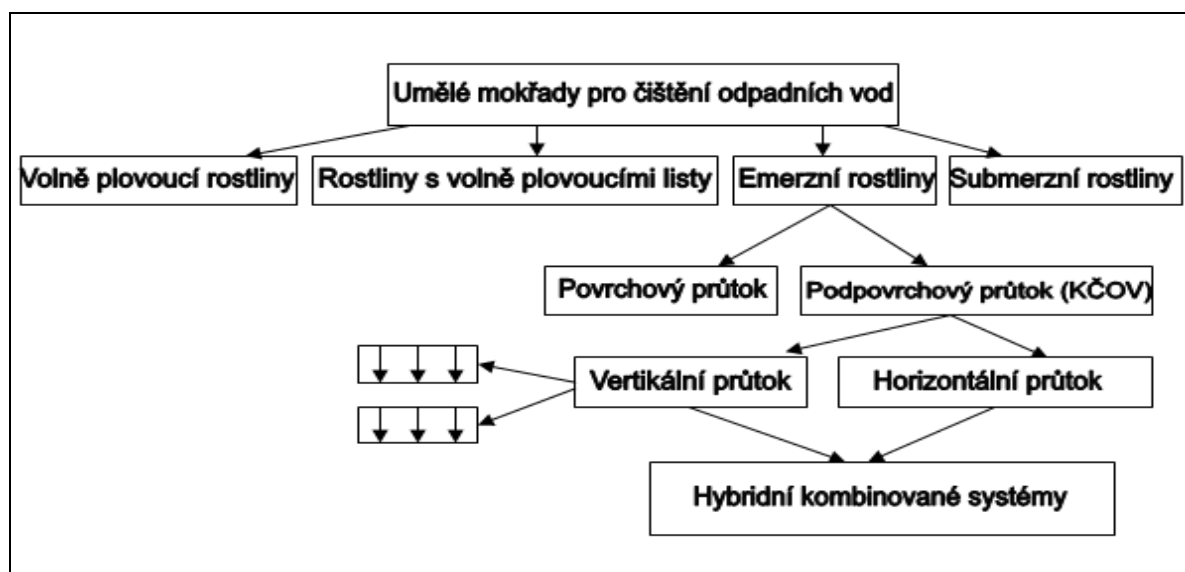 Umělé mokřady pro čištění odpadních vod
Volně plovoucí rostliny
Rostliny s volně plovoucími listy
Emerzní rostliny
Submerzní rostliny
Povrchový průtok
Podpovrchový průtok (KČOV)
Vertikální průtok
Horizontální průtok
Hybridní kombinované systémy